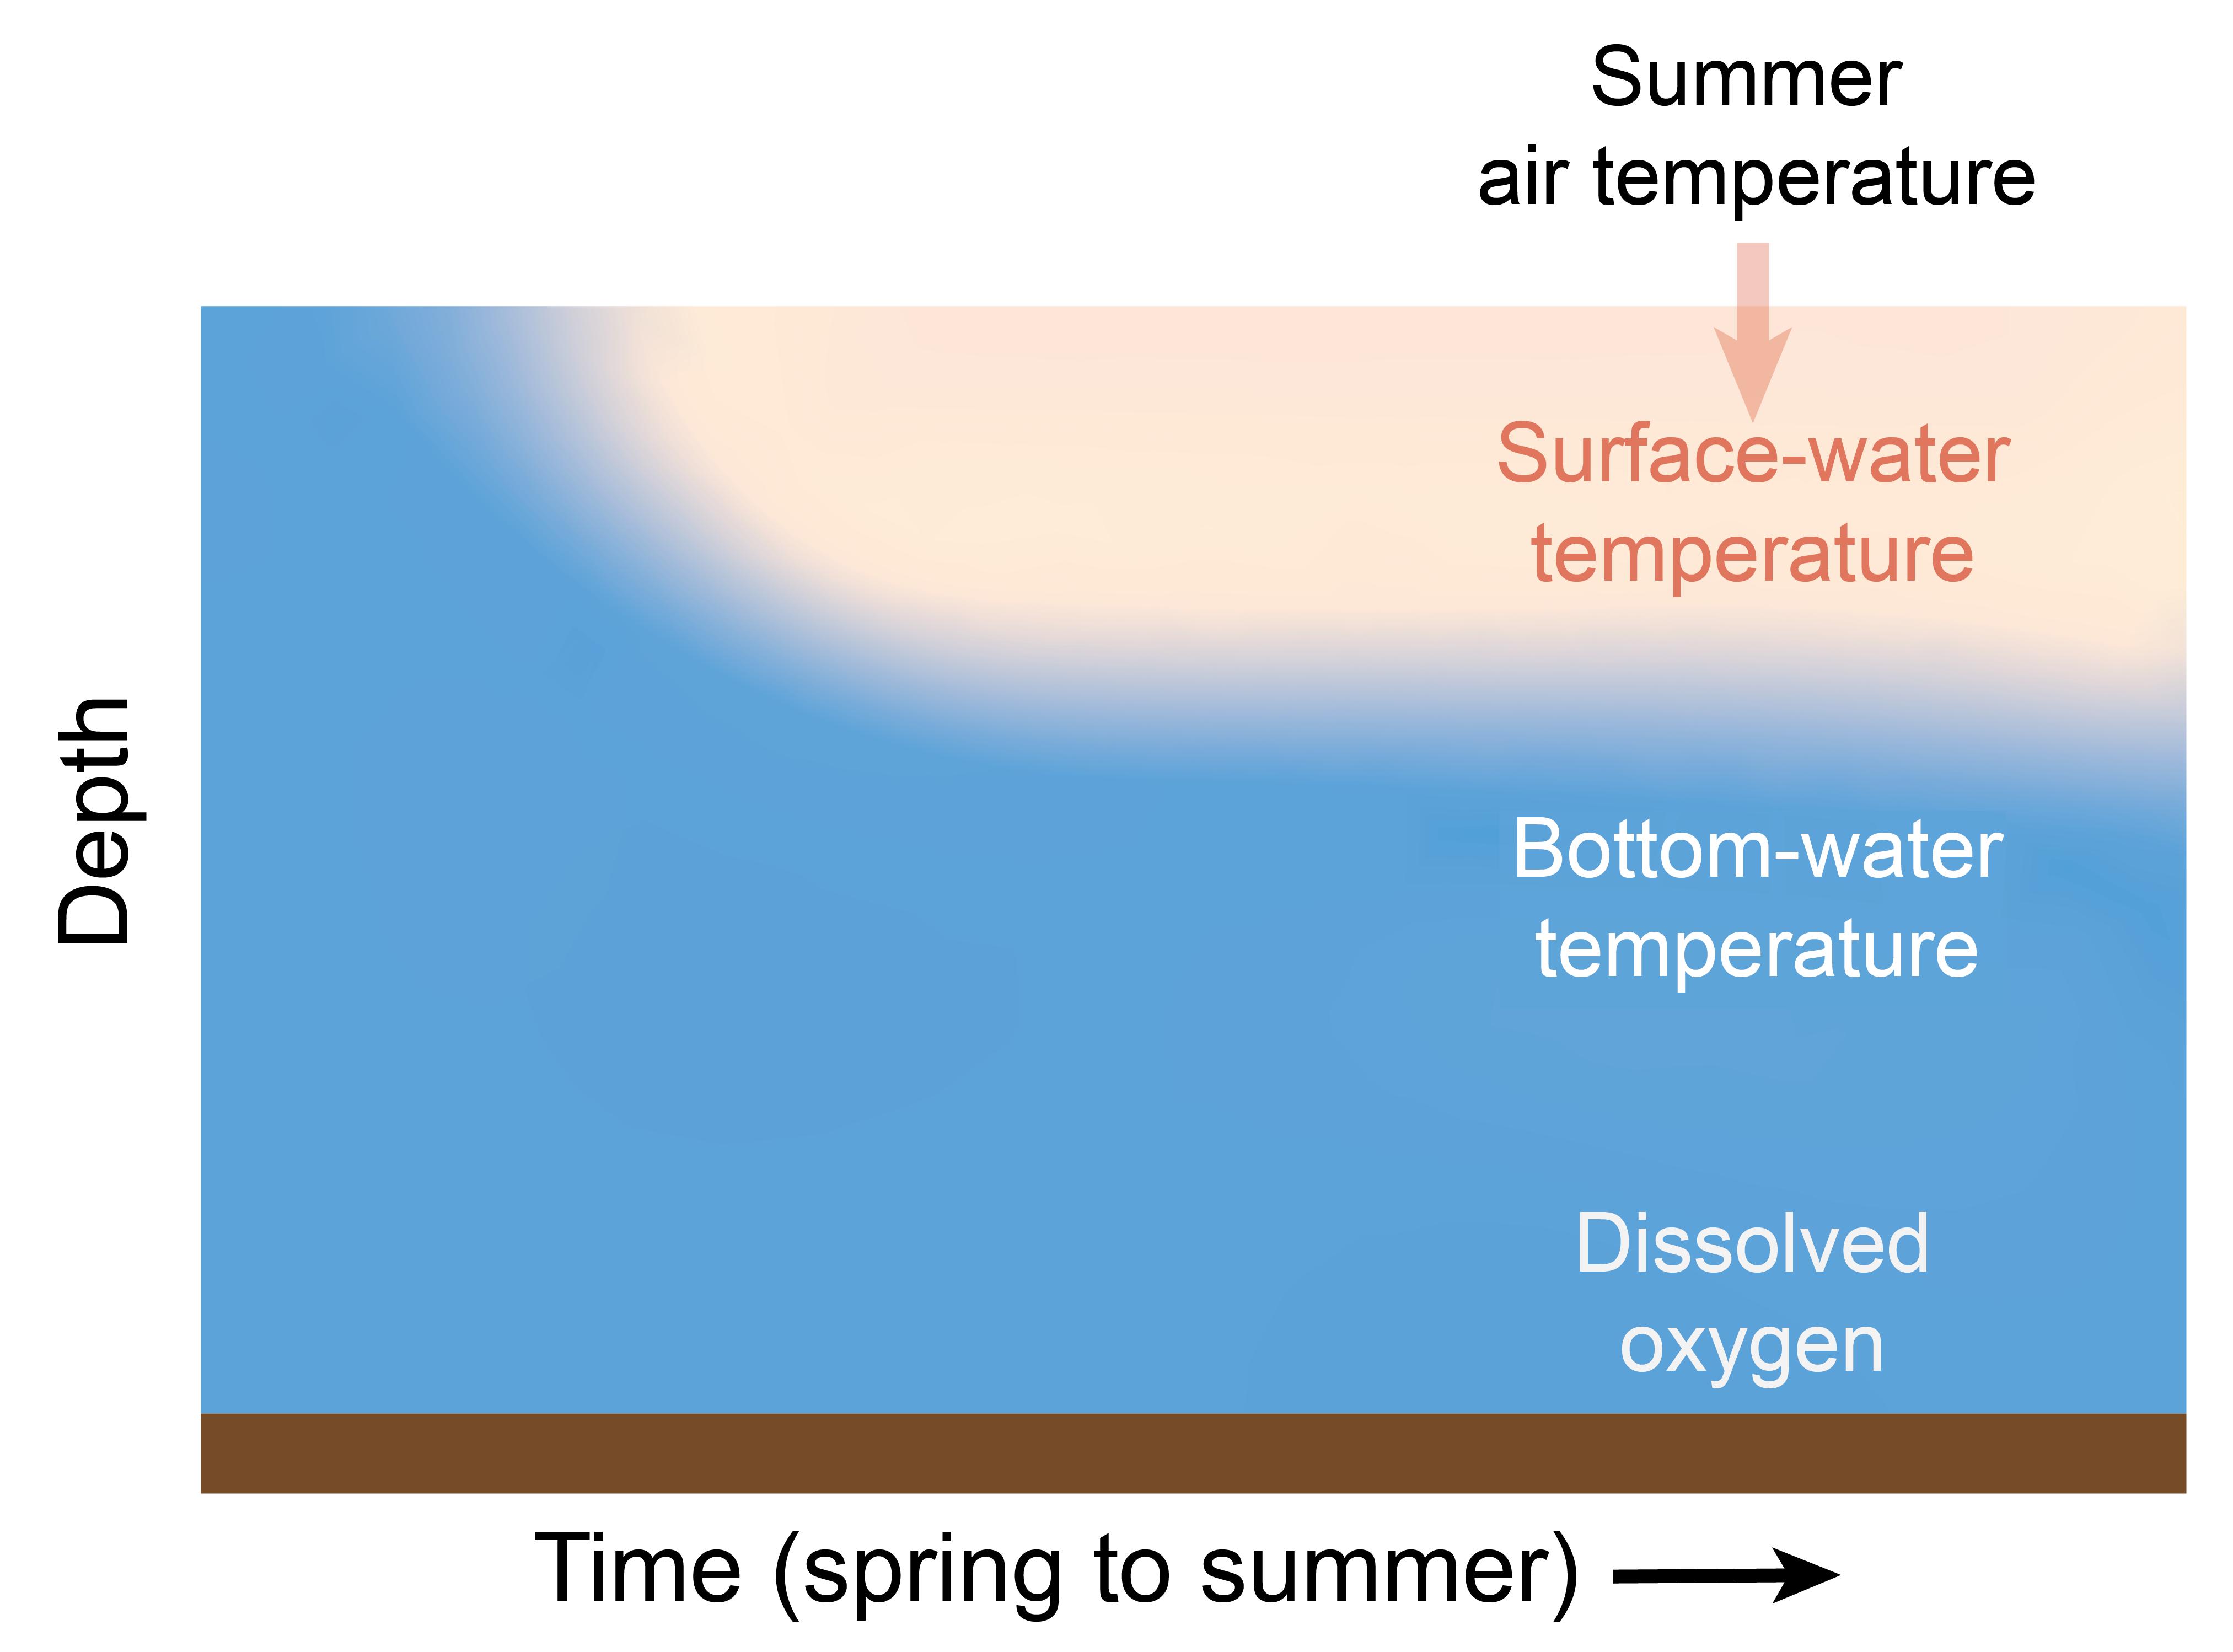 Summer
air temperature
Surface-water
temperature
Depth
Bottom-water
temperature
Dissolved
oxygen
Time (spring to summer)